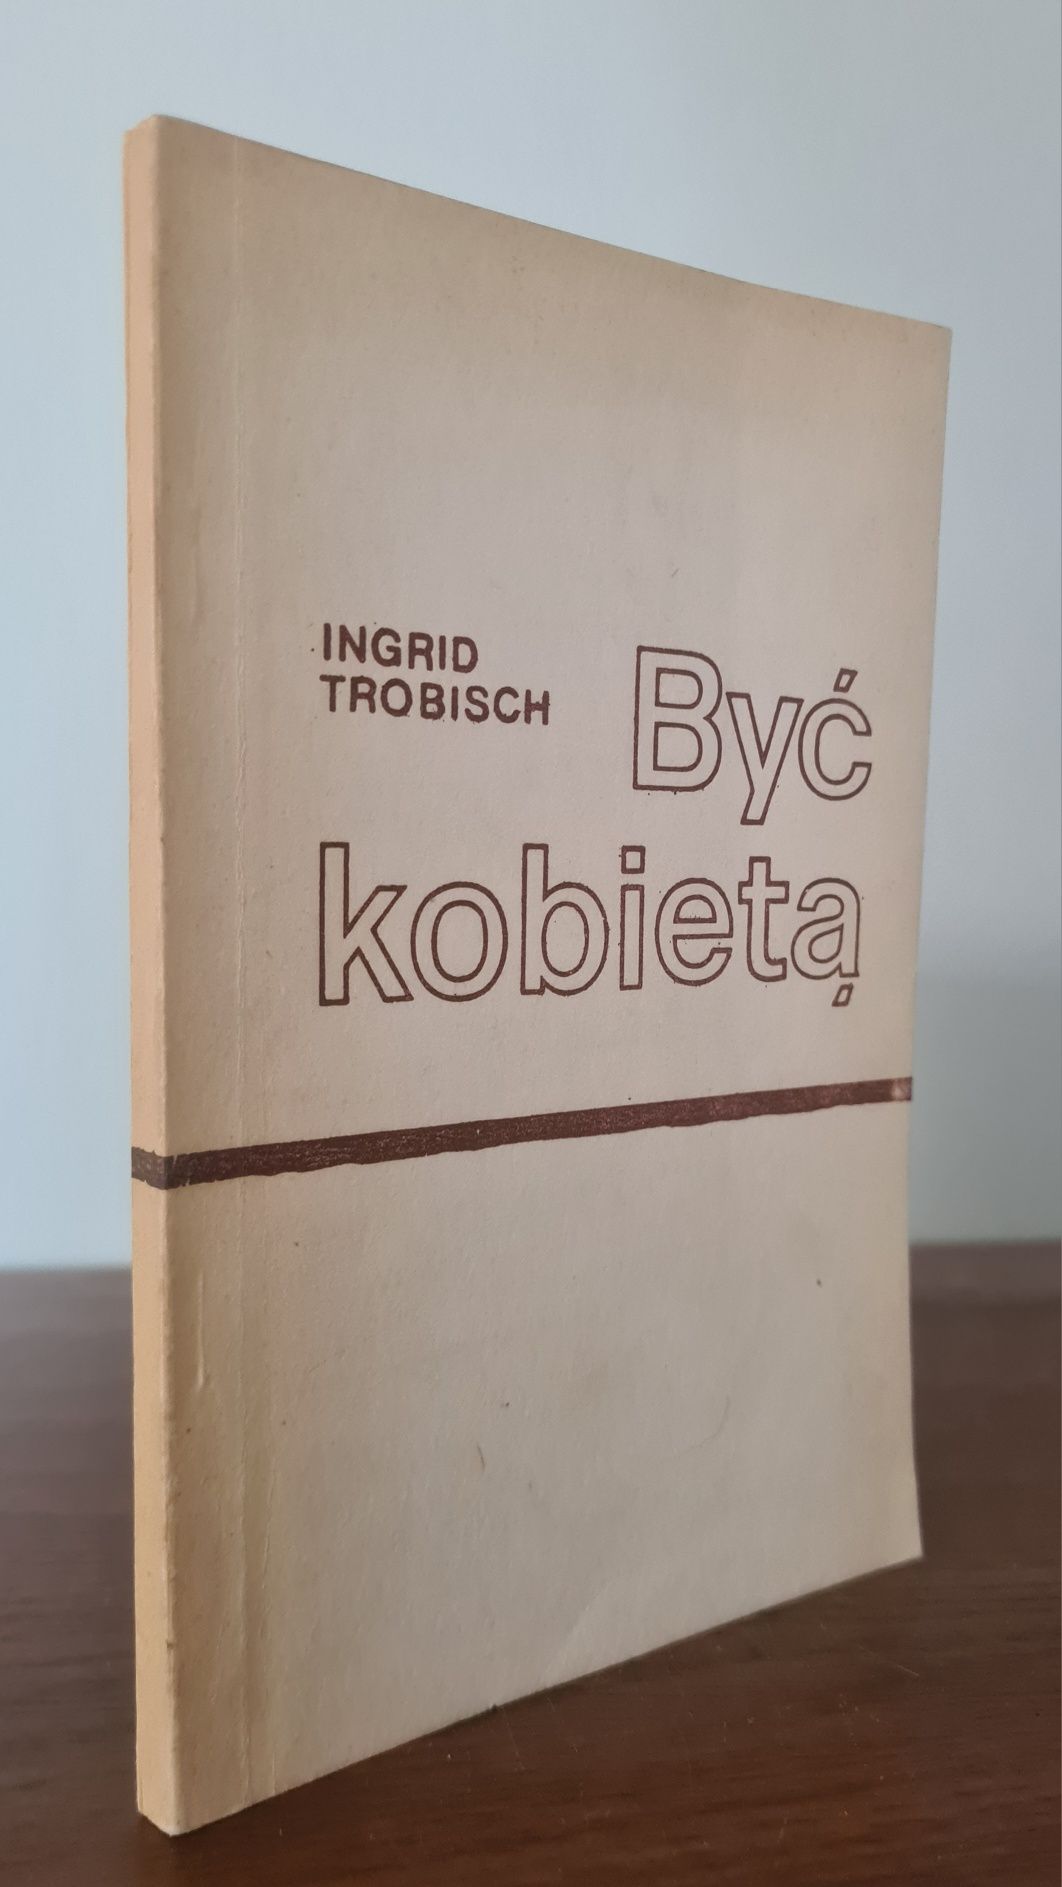 INGRID
TROBISCH
Być
kobietą